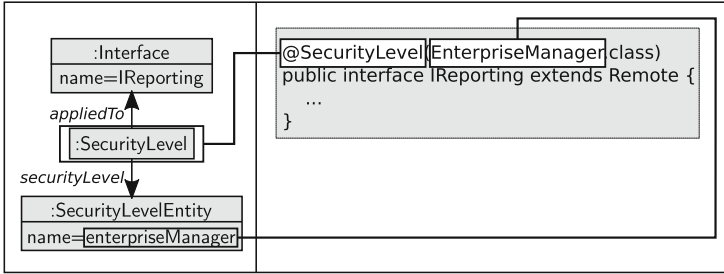 :Interface
name=IReporting
appliedTo
:SecurityLevel
securityLevel
:SecurityLevelEntity
name=enterpriseManager
@SecurityLevel(EnterpriseManager.class)
public interface IReporting extends Remote {
...
}